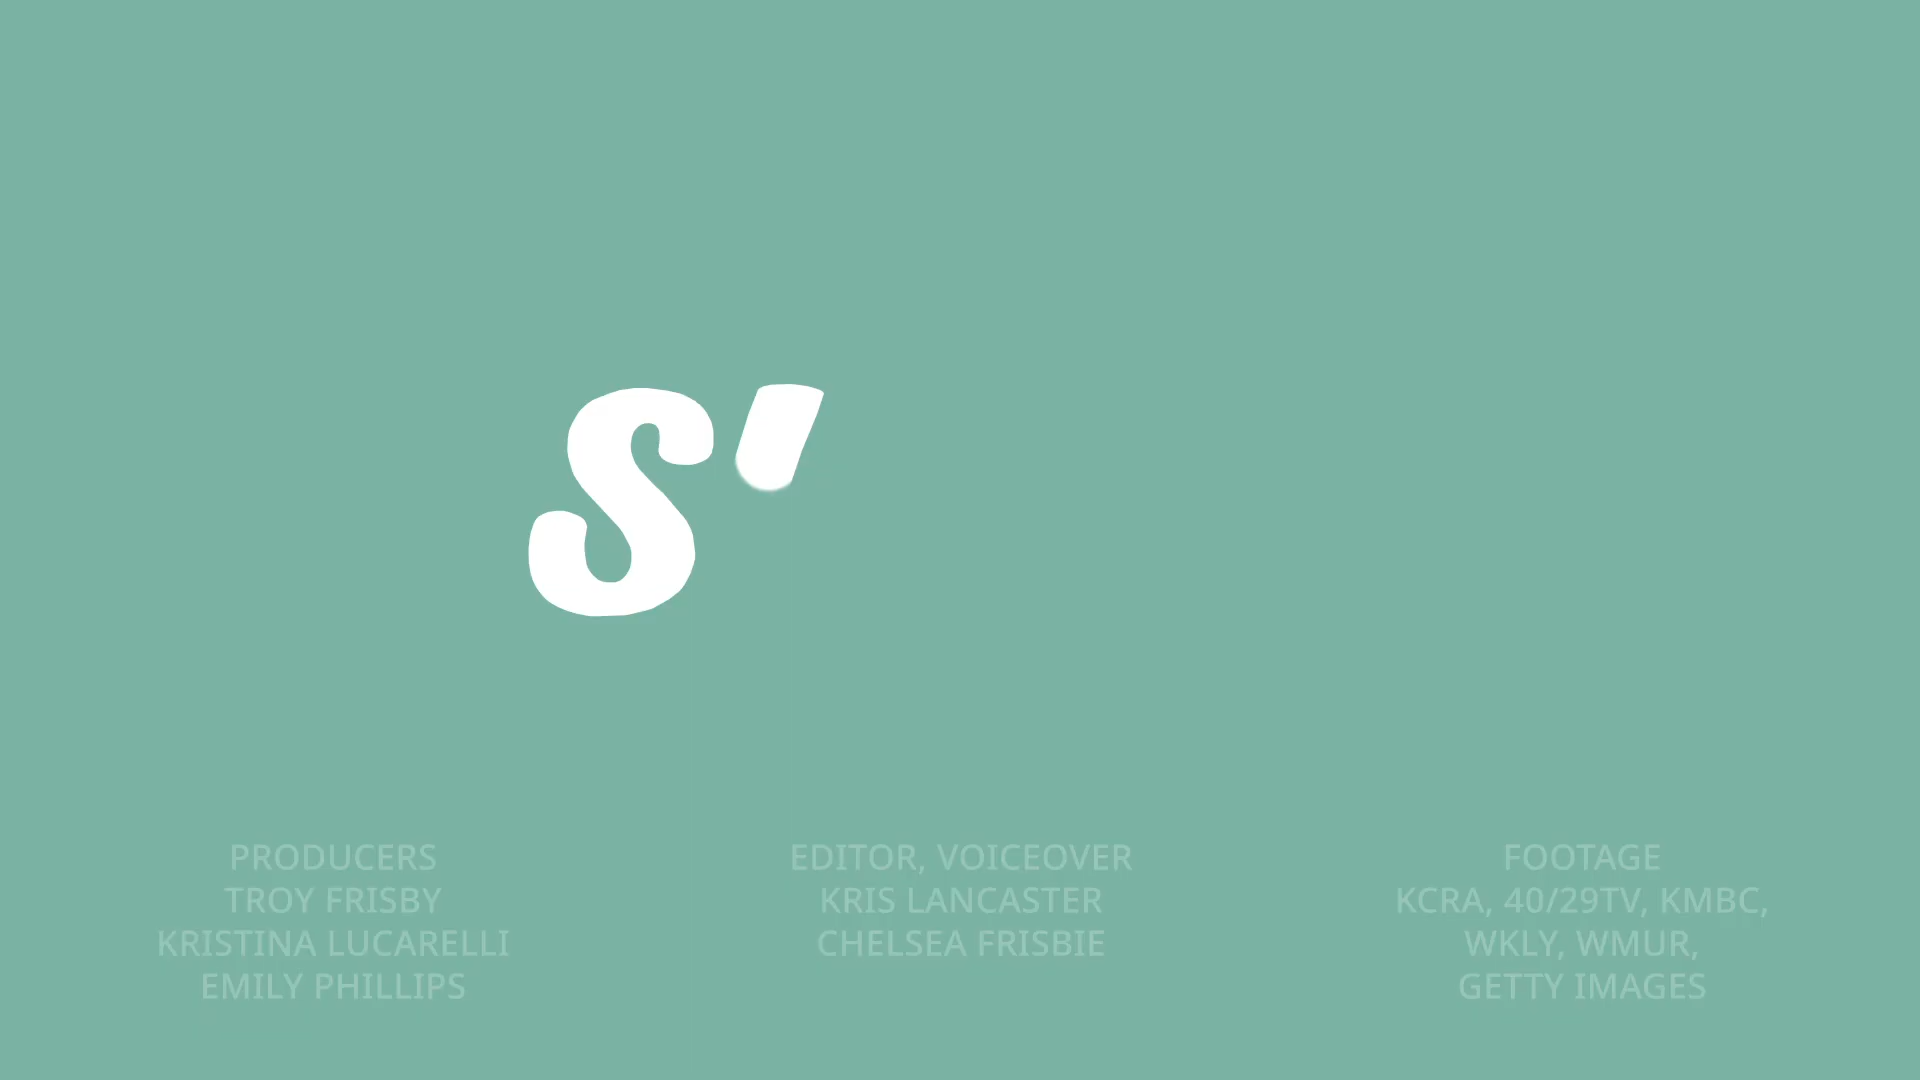 S
PRODUCERS
TROY FRISBY
KRISTINA LUCARELLI
EMILY PHILLIPS
EDITOR, VOICEOVER
KRIS LANCASTER
CHELSEA FRISBIE
FOOTAGE
KCRA, 40/29TV, KMBC,
WKLY, WMUR,
GETTY IMAGES